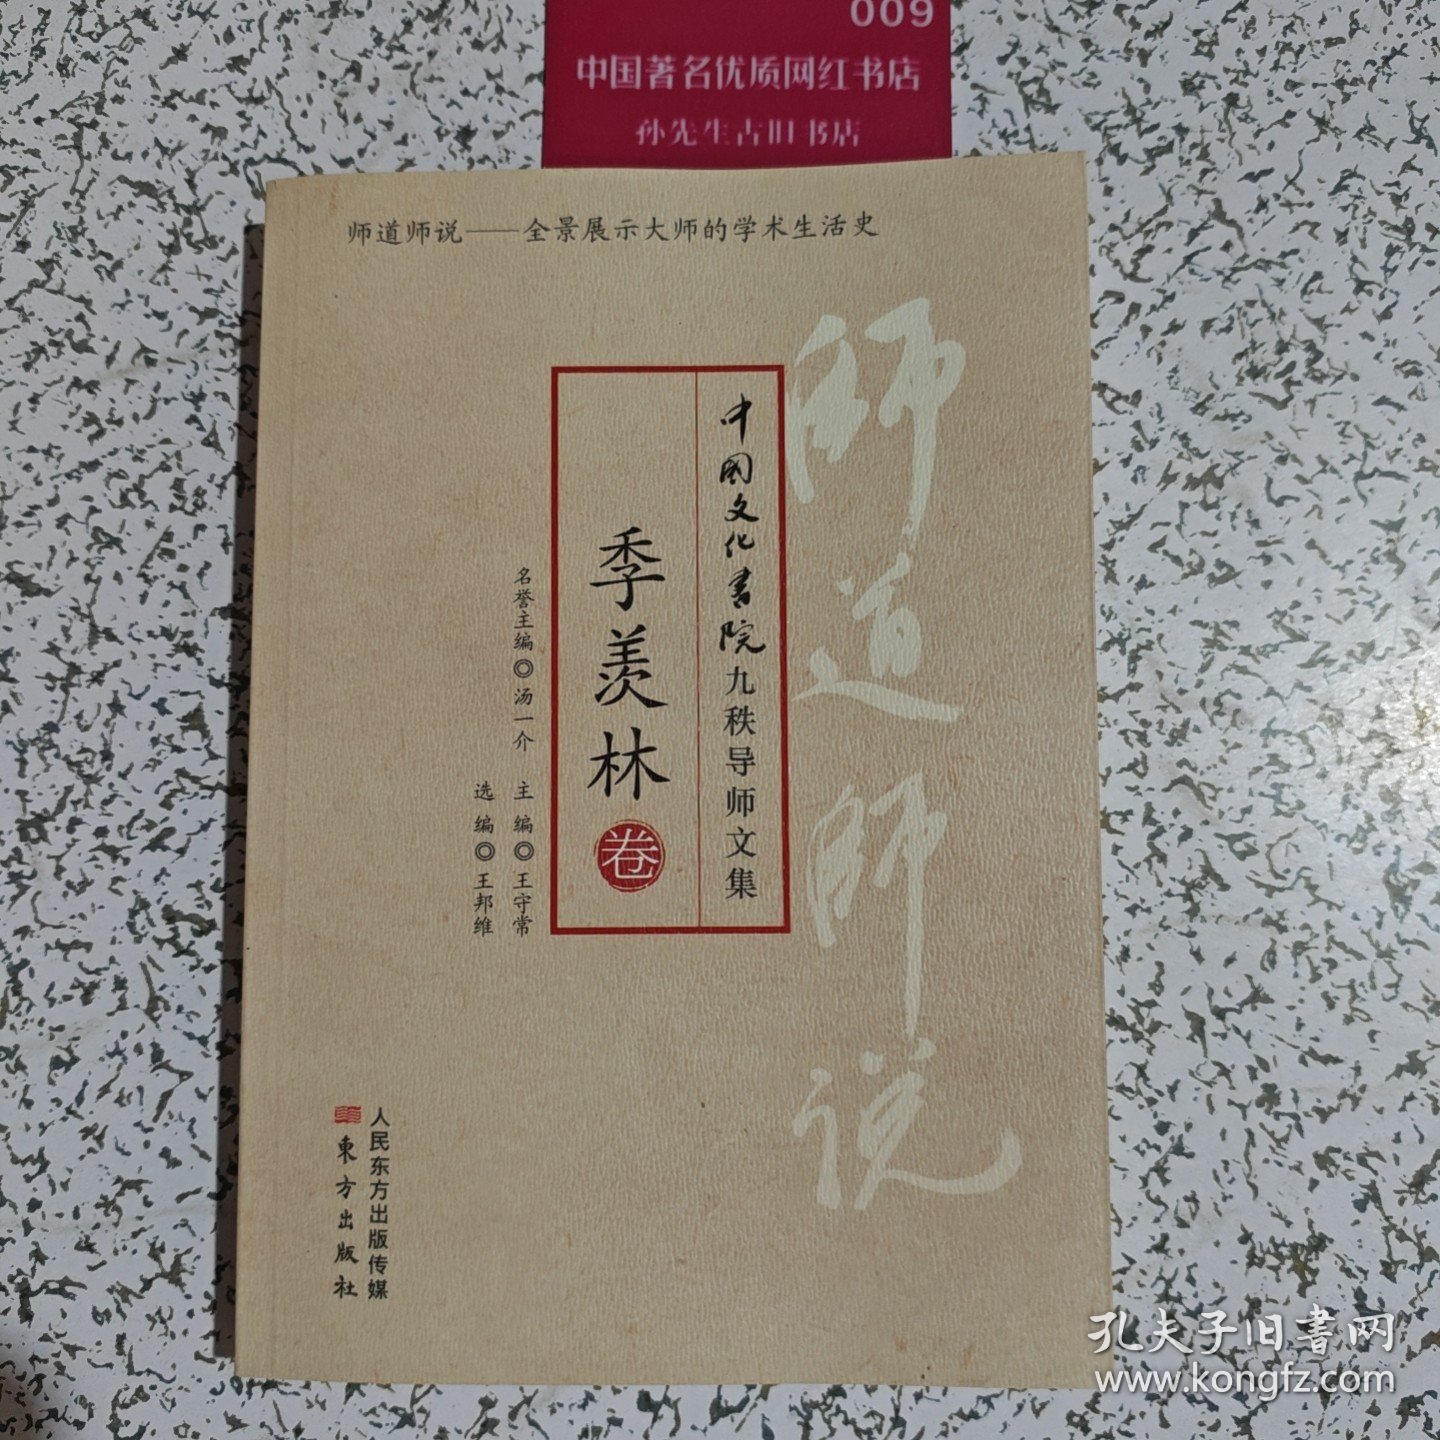 009
中国著名优质网红书店
孙先生古旧书店
师道师说——全景展示大师的学术生活史
师道师说
中國文化書院九秩导师文集
季羡林卷
名誉主编◎汤一介 主编◎王守常
选编◎王邦维
人民东方出版传媒
東方出版社
孔夫子旧書网
www.kongfz.com